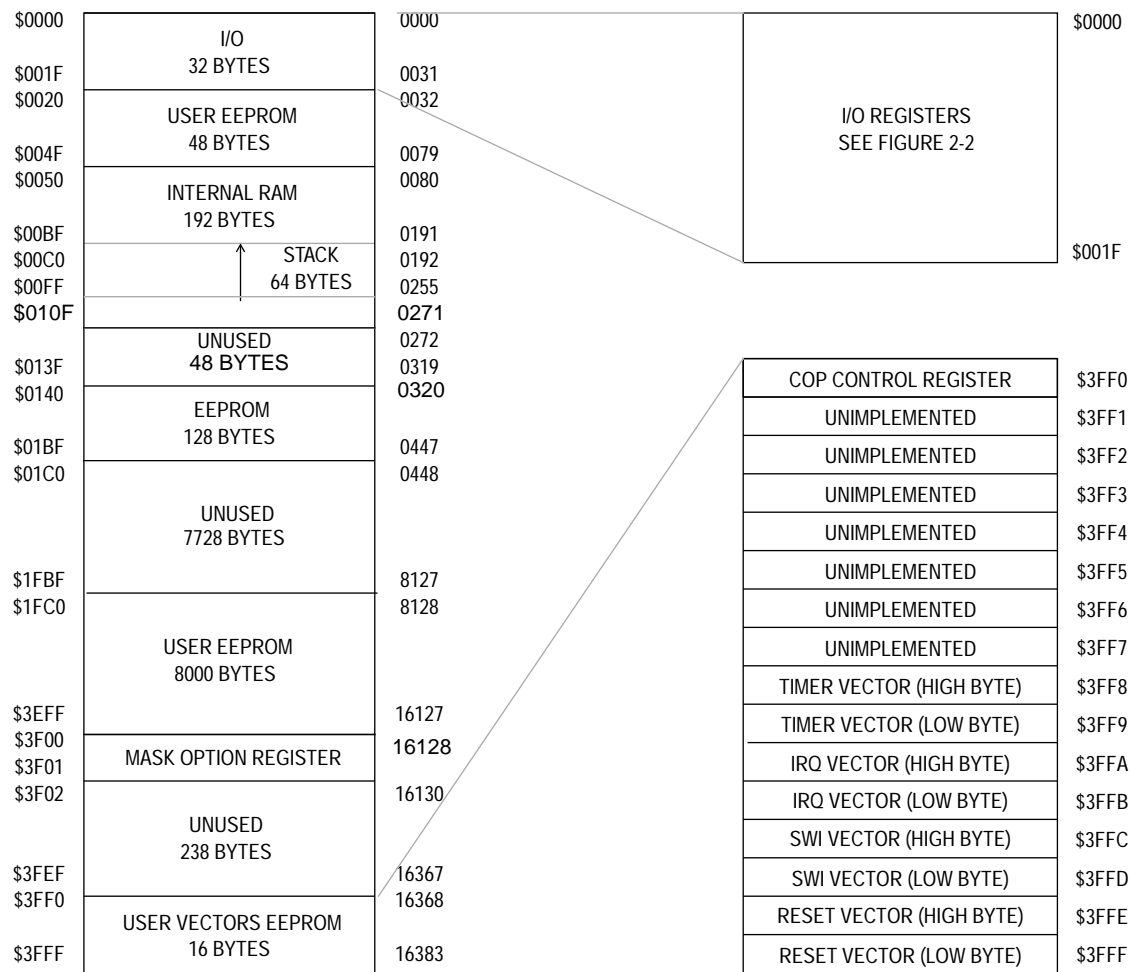 $0000
I/O
32 BYTES
0000
$001F
0031
$0020
0032
USER EEPROM
48 BYTES
$004F
0079
$0050
0080
INTERNAL RAM
192 BYTES
$00BF
0191
$00C0
0192
STACK
64 BYTES
$00FF
0255
$010F
0271
UNUSED
48 BYTES
0272
$013F
0319
$0140
0320
EEPROM
128 BYTES
$01BF
0447
$01C0
0448
UNUSED
7728 BYTES
$1FBF
8127
$1FC0
8128
USER EEPROM
8000 BYTES
$3EFF
16127
$3F00
16128
MASK OPTION REGISTER
$3F01
$3F02
16130
UNUSED
238 BYTES
$3FEF
16367
$3FF0
16368
USER VECTORS EEPROM
16 BYTES
$3FFF
16383
$0000
I/O REGISTERS
SEE FIGURE 2-2
$001F
COP CONTROL REGISTER $3FF0
UNIMPLEMENTED $3FF1
UNIMPLEMENTED $3FF2
UNIMPLEMENTED $3FF3
UNIMPLEMENTED $3FF4
UNIMPLEMENTED $3FF5
UNIMPLEMENTED $3FF6
UNIMPLEMENTED $3FF7
TIMER VECTOR (HIGH BYTE) $3FF8
TIMER VECTOR (LOW BYTE) $3FF9
IRQ VECTOR (HIGH BYTE) $3FFA
IRQ VECTOR (LOW BYTE) $3FFB
SWI VECTOR (HIGH BYTE) $3FFC
SWI VECTOR (LOW BYTE) $3FFD
RESET VECTOR (HIGH BYTE) $3FFE
RESET VECTOR (LOW BYTE) $3FFF